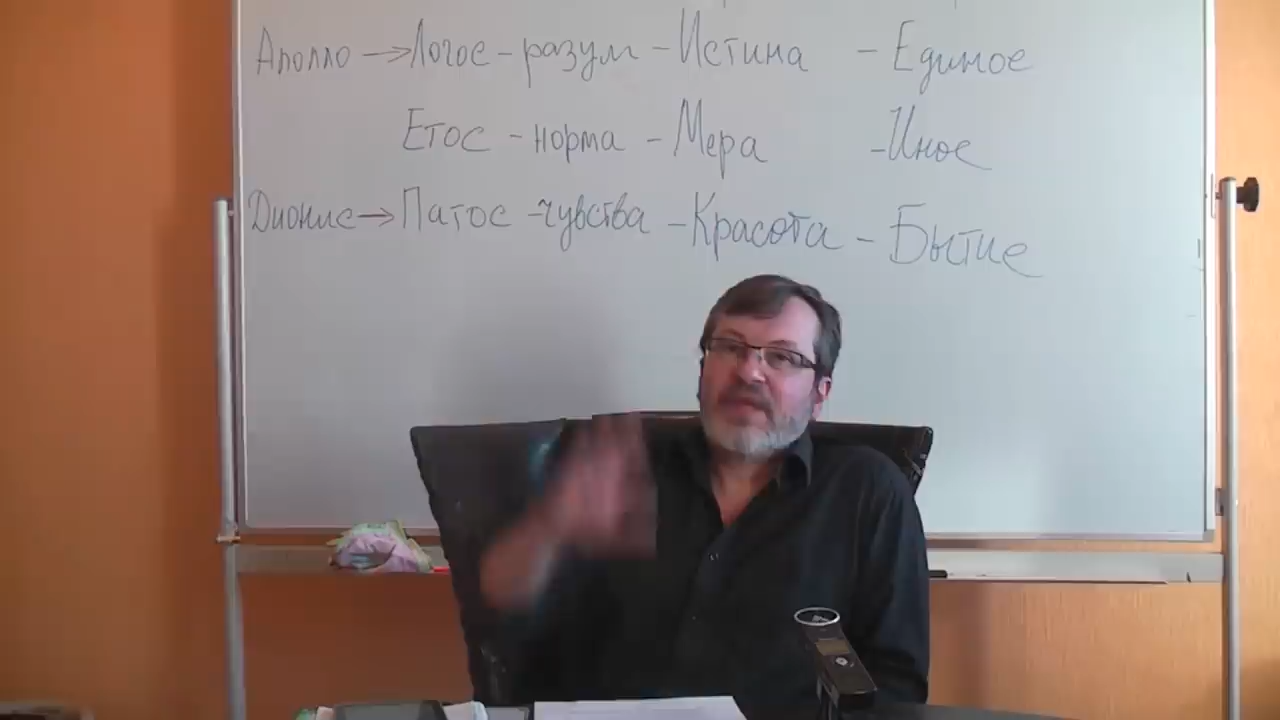 Аполло → Логос - разум - Истина - Единое
Етос - норма - Мера - Иное
Дионис → Патос - чувства - Красота - Бытие